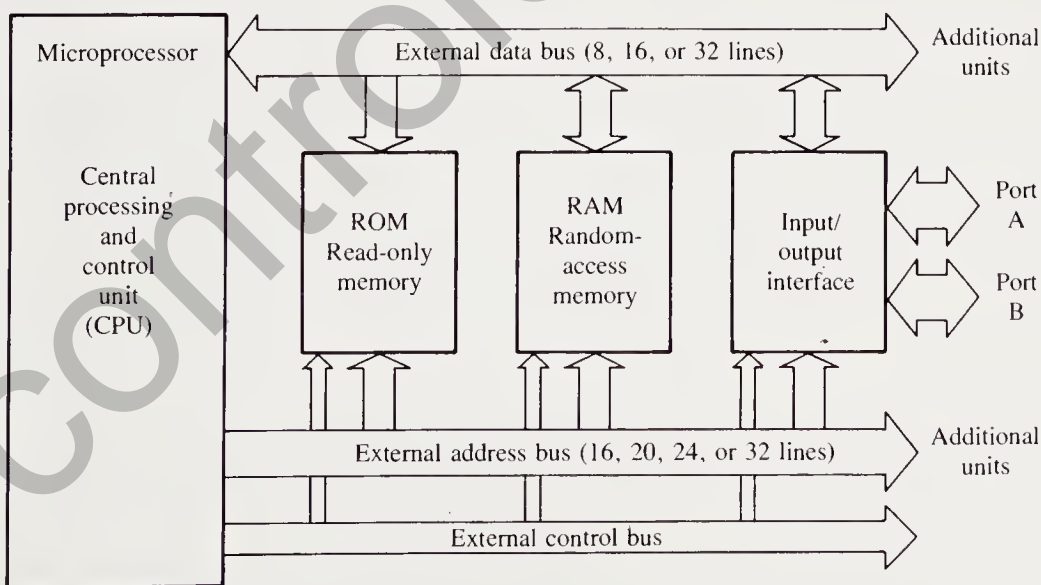 Microprocessor
Central
processing
and
control
unit
(CPU)
External data bus (8, 16, or 32 lines)
Additional
units
ROM
Read-only
memory
RAM
Random-
access
memory
Input/
output
interface
Port
A
Port
B
External address bus (16, 20, 24, or 32 lines)
Additional
units
External control bus
control